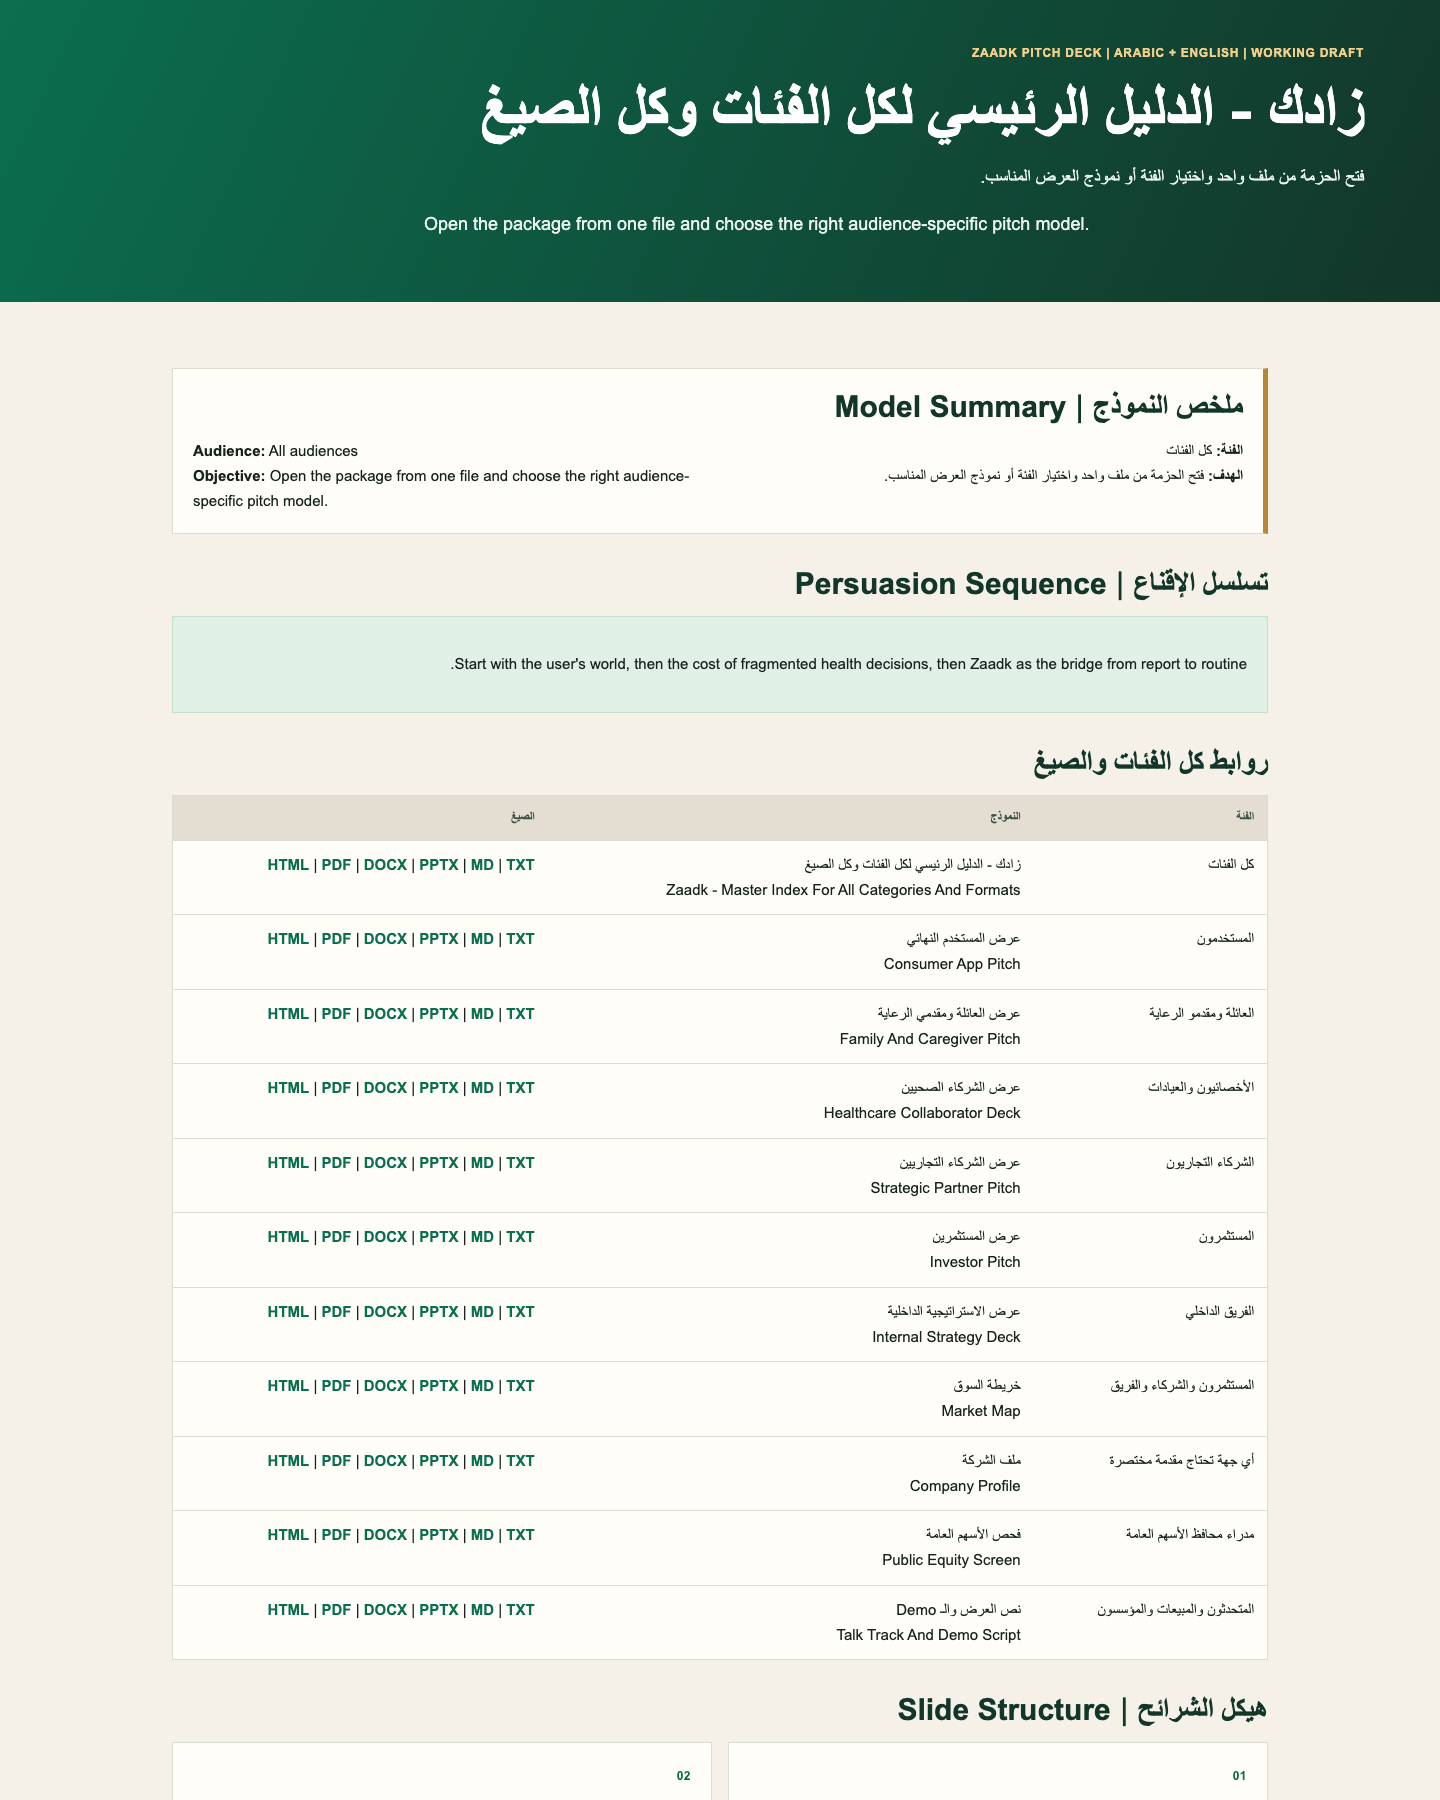 ZAADK PITCH DECK | ARABIC + ENGLISH | WORKING DRAFT
زادك - الدليل الرئيسي لكل الفئات وكل الصيغ
فتح الحزمة من ملف واحد واختيار الفئة أو نموذج العرض المناسب.
Open the package from one file and choose the right audience-specific pitch model.
ملخص النموذج | Model Summary
الفئة: كل الفئات
الهدف: فتح الحزمة من ملف واحد واختيار الفئة أو نموذج العرض المناسب.
Audience: All audiences
Objective: Open the package from one file and choose the right audience-
specific pitch model.
تسلسل الإقناع | Persuasion Sequence
Start with the user's world, then the cost of fragmented health decisions, then Zaadk as the bridge from report to routine.
روابط كل الفئات والصيغ
الفئة النموذج الصيغ
كل الفئات زادك - الدليل الرئيسي لكل الفئات وكل الصيغ HTML | PDF | DOCX | PPTX | MD | TXT
Zaadk - Master Index For All Categories And Formats
المستخدمون عرض المستخدم النهائي HTML | PDF | DOCX | PPTX | MD | TXT
Consumer App Pitch
العائلة ومقدمو الرعاية عرض العائلة ومقدمي الرعاية HTML | PDF | DOCX | PPTX | MD | TXT
Family And Caregiver Pitch
الأخصائيون والعيادات عرض الشركاء الصحيين HTML | PDF | DOCX | PPTX | MD | TXT
Healthcare Collaborator Deck
الشركاء التجاريون عرض الشركاء التجاريين HTML | PDF | DOCX | PPTX | MD | TXT
Strategic Partner Pitch
المستثمرون عرض المستثمرين HTML | PDF | DOCX | PPTX | MD | TXT
Investor Pitch
الفريق الداخلي عرض الاستراتيجية الداخلية HTML | PDF | DOCX | PPTX | MD | TXT
Internal Strategy Deck
المستثمرون والشركاء والفريق خريطة السوق HTML | PDF | DOCX | PPTX | MD | TXT
Market Map
أي جهة تحتاج مقدمة مختصرة ملف الشركة HTML | PDF | DOCX | PPTX | MD | TXT
Company Profile
مدراء محافظ الأسهم العامة فحص الأسهم العامة HTML | PDF | DOCX | PPTX | MD | TXT
Public Equity Screen
المتحدثون والمبيعات والمؤسسون نص العرض والـ Demo HTML | PDF | DOCX | PPTX | MD | TXT
Talk Track And Demo Script
هيكل الشرائح | Slide Structure
01
02